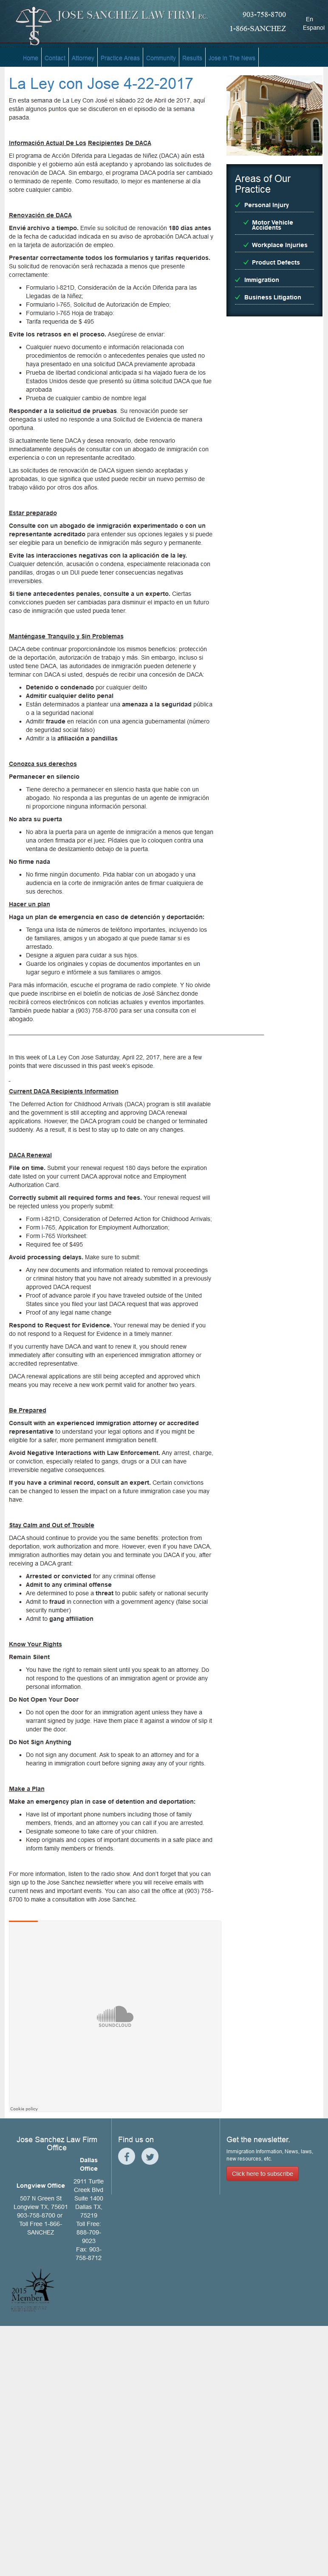 JOSE SANCHEZ LAW FIRM P.C.
903-758-8700
1-866-SANCHEZ
En
Espanol
Home
Contact
Attorney
Practice Areas
Community
Results
Jose In The News
La Ley con Jose 4-22-2017
En esta semana de La Ley Con José el sábado 22 de Abril de 2017, aquí
están algunos puntos que se discutieron en el episodio de la semana
pasada.
Información Actual De Los Recipientes De DACA
El programa de Acción Diferida para Llegadas de Niñez (DACA) aún está
disponible y el gobierno aún está aceptando y aprobando las solicitudes de
renovación de DACA. Sin embargo, el programa DACA podría ser cambiado
o terminado de repente. Como resultado, lo mejor es mantenerse al día
sobre cualquier cambio.
Renovación de DACA
Envié archivo a tiempo. Envíe su solicitud de renovación 180 días antes
de la fecha de caducidad indicada en su aviso de aprobación DACA actual y
en la tarjeta de autorización de empleo.
Presentar correctamente todos los formularios y tarifas requeridas.
Su solicitud de renovación será rechazada a menos que presente
correctamente:
Formulario I-821D, Consideración de la Acción Diferida para las
Llegadas de la Niñez;
Formulario I-765, Solicitud de Autorización de Empleo;
Formulario I-765 Hoja de trabajo:
Tarifa requerida de $ 495
Evite los retrasos en el proceso. Asegúrese de enviar:
Cualquier nuevo documento e información relacionada con
procedimientos de remoción o antecedentes penales que usted no
haya presentado en una solicitud DACA previamente aprobada
Prueba de libertad condicional anticipada si ha viajado fuera de los
Estados Unidos desde que presentó su última solicitud DACA que fue
aprobada
Prueba de cualquier cambio de nombre legal
Responder a la solicitud de pruebas. Su renovación puede ser
denegada si usted no responde a una Solicitud de Evidencia de manera
oportuna.
Si actualmente tiene DACA y desea renovarlo, debe renovarlo
inmediatamente después de consultar con un abogado de inmigración con
experiencia o con un representante acreditado.
Las solicitudes de renovación de DACA siguen siendo aceptadas y
aprobadas, lo que significa que usted puede recibir un nuevo permiso de
trabajo válido por otros dos años.
Estar preparado
Consulte con un abogado de inmigración experimentado o con un
representante acreditado para entender sus opciones legales y si puede
ser elegible para un beneficio de inmigración más seguro y permanente.
Evite las interacciones negativas con la aplicación de la ley.
Cualquier detención, acusación o condena, especialmente relacionada con
pandillas, drogas o un DUI puede tener consecuencias negativas
irreversibles.
Si tiene antecedentes penales, consulte a un experto. Ciertas
convicciones pueden ser cambiadas para disminuir el impacto en un futuro
caso de inmigración que usted pueda tener.
Manténgase Tranquilo y Sin Problemas
DACA debe continuar proporcionándole los mismos beneficios: protección
de la deportación, autorización de trabajo y más. Sin embargo, incluso si
usted tiene DACA, las autoridades de inmigración pueden detenerle y
terminar con DACA si usted, después de recibir una concesión de DACA:
Detenido o condenado por cualquier delito
Admitir cualquier delito penal
Están determinados a plantear una amenaza a la seguridad pública
o a la seguridad nacional
Admitir fraude en relación con una agencia gubernamental (número
de seguridad social falso)
Admitir a la afiliación a pandillas
Conozca sus derechos
Permanecer en silencio
Tiene derecho a permanecer en silencio hasta que hable con un
abogado. No responda a las preguntas de un agente de inmigración
ni proporcione ninguna información personal.
No abra su puerta
No abra la puerta para un agente de inmigración a menos que tengan
una orden firmada por el juez. Pídales que lo coloquen contra una
ventana de deslizamiento debajo de la puerta.
No firme nada
No firme ningún documento. Pida hablar con un abogado y una
audiencia en la corte de inmigración antes de firmar cualquiera de
sus derechos.
Hacer un plan
Haga un plan de emergencia en caso de detención y deportación:
Tenga una lista de números de teléfono importantes, incluyendo los
de familiares, amigos y un abogado al que puede llamar si es
arrestado.
Designe a alguien para cuidar a sus hijos.
Guarde los originales y copias de documentos importantes en un
lugar seguro e infórmele a sus familiares o amigos.
Para más información, escuche el programa de radio complete. Y No olvide
que puede inscribirse en el boletín de noticias de José Sánchez donde
recibirá correos electrónicos con noticias actuales y eventos importantes.
También puede hablar a (903) 758-8700 para ser una consulta con el
abogado.
In this week of La Ley Con Jose Saturday, April 22, 2017, here are a few
points that were discussed in this past week's episode.
Current DACA Recipients Information
The Deferred Action for Childhood Arrivals (DACA) program is still available
and the government is still accepting and approving DACA renewal
applications. However, the DACA program could be changed or terminated
suddenly. As a result, it is best to stay up to date on any changes.
DACA Renewal
File on time. Submit your renewal request 180 days before the expiration
date listed on your current DACA approval notice and Employment
Authorization Card.
Correctly submit all required forms and fees. Your renewal request will
be rejected unless you properly submit:
Form I-821D, Consideration of Deferred Action for Childhood Arrivals;
Form I-765, Application for Employment Authorization;
Form I-765 Worksheet:
Required fee of $495
Avoid processing delays. Make sure to submit:
Any new documents and information related to removal proceedings
or criminal history that you have not already submitted in a previously
approved DACA request
Proof of advance parole if you have traveled outside of the United
States since you filed your last DACA request that was approved
Proof of any legal name change
Respond to Request for Evidence. Your renewal may be denied if you
do not respond to a Request for Evidence in a timely manner.
If you currently have DACA and want to renew it, you should renew
immediately after consulting with an experienced immigration attorney or
accredited representative.
DACA renewal applications are still being accepted and approved which
means you may receive a new work permit valid for another two years.
Be Prepared
Consult with an experienced immigration attorney or accredited
representative to understand your legal options and if you might be
eligible for a safer, more permanent immigration benefit.
Avoid Negative Interactions with Law Enforcement. Any arrest, charge,
or conviction, especially related to gangs, drugs or a DUI can have
irreversible negative consequences.
If you have a criminal record, consult an expert. Certain convictions
can be changed to lessen the impact on a future immigration case you may
have.
Stay Calm and Out of Trouble
DACA should continue to provide you the same benefits: protection from
deportation, work authorization and more. However, even if you have DACA,
immigration authorities may detain you and terminate you DACA if you, after
receiving a DACA grant:
Arrested or convicted for any criminal offense
Admit to any criminal offense
Are determined to pose a threat to public safety or national security
Admit to fraud in connection with a government agency (false social
security number)
Admit to gang affiliation
Know Your Rights
Remain Silent
You have the right to remain silent until you speak to an attorney. Do
not respond to the questions of an immigration agent or provide any
personal information.
Do Not Open Your Door
Do not open the door for an immigration agent unless they have a
warrant signed by judge. Have them place it against a window of slip it
under the door.
Do Not Sign Anything
Do not sign any document. Ask to speak to an attorney and for a
hearing in immigration court before signing away any of your rights.
Make a Plan
Make an emergency plan in case of detention and deportation:
Have list of important phone numbers including those of family
members, friends, and an attorney you can call if you are arrested.
Designate someone to take care of your children.
Keep originals and copies of important documents in a safe place and
inform family members or friends.
For more information, listen to the radio show. And don't forget that you can
sign up to the Jose Sanchez newsletter where you will receive emails with
current news and important events. You can also call the office at (903) 758-
8700 to make a consultation with Jose Sanchez.
SOUNDCLOUD
Cookie policy
Areas of Our
Practice
Personal Injury
Motor Vehicle
Accidents
Workplace Injuries
Product Defects
Immigration
Business Litigation
Jose Sanchez Law Firm
Office
Longview Office
507 N Green St
Longview TX, 75601
903-758-8700 or
Toll Free 1-866-
SANCHEZ
Dallas
Office
2911 Turtle
Creek Blvd
Suite 1400
Dallas TX,
75219
Toll Free:
888-709-
9023
Fax: 903-
758-8712
2015
Member
Find us on
Get the newsletter..
Immigration Information, News, laws,
new resources, etc.
Click here to subscribe